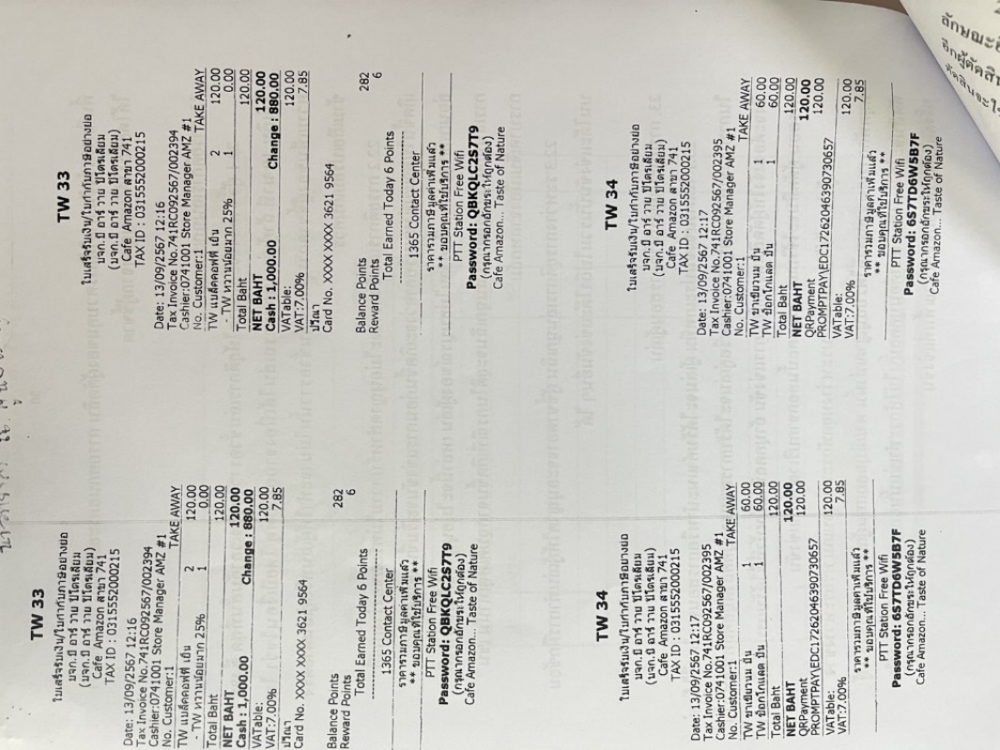 TW 33
ใบเสร็จรับเงิน/ใบกำกับภาษีอย่างย่อ
บจก.บี อาร์ วาย ปิโตรเลียม
(บจก.บี อาร์ วาย ปิโตรเลียม)
Cafe Amazon สาขา 741
TAX ID : 0315552000215
Date: 13/09/2567 12:16
Tax Invoice No.741RC092567/002394
Cashier:0741001 Store Manager AMZ #1
No. Customer:1 TAKE AWAY
TW แบล็คคอฟฟี่ เย็น 2 120.00
- TW หวานน้อยมาก 25% 1 0.00
Total Baht 120.00
NET BAHT 120.00
Cash : 1,000.00 Change : 880.00
VATable: 120.00
VAT:7.00% 7.85
ปวีณา
Card No. XXXX XXXX 3621 9564
Balance Points 282
Reward Points 6
Total Earned Today 6 Points
1365 Contact Center
ราคารวมภาษีมูลค่าเพิ่มแล้ว
** ขอบคุณที่ใช้บริการ **
PTT Station Free Wifi
Password: QBKQLC2S7T9
(กรุณากรอกอักขระให้ถูกต้อง)
Cafe Amazon... Taste of Nature
TW 33
ใบเสร็จรับเงิน/ใบกำกับภาษีอย่างย่อ
บจก.บี อาร์ วาย ปิโตรเลียม
(บจก.บี อาร์ วาย ปิโตรเลียม)
Cafe Amazon สาขา 741
TAX ID : 0315552000215
Date: 13/09/2567 12:16
Tax Invoice No.741RC092567/002394
Cashier:0741001 Store Manager AMZ #1
No. Customer:1 TAKE AWAY
TW แบล็คคอฟฟี่ เย็น 2 120.00
- TW หวานน้อยมาก 25% 1 0.00
Total Baht 120.00
NET BAHT 120.00
Cash : 1,000.00 Change : 880.00
VATable: 120.00
VAT:7.00% 7.85
ปวีณา
Card No. XXXX XXXX 3621 9564
Balance Points 282
Reward Points 6
Total Earned Today 6 Points
1365 Contact Center
ราคารวมภาษีมูลค่าเพิ่มแล้ว
** ขอบคุณที่ใช้บริการ **
PTT Station Free Wifi
Password: QBKQLC2S7T9
(กรุณากรอกอักขระให้ถูกต้อง)
Cafe Amazon... Taste of Nature
TW 34
ใบเสร็จรับเงิน/ใบกำกับภาษีอย่างย่อ
บจก.บี อาร์ วาย ปิโตรเลียม
(บจก.บี อาร์ วาย ปิโตรเลียม)
Cafe Amazon สาขา 741
TAX ID : 0315552000215
Date: 13/09/2567 12:17
Tax Invoice No.741RC092567/002395
Cashier:0741001 Store Manager AMZ #1
No. Customer:1 TAKE AWAY
TW ชาเขียวนม ปั่น 1 60.00
TW ช็อกโกแลต ปั่น 1 60.00
Total Baht 120.00
NET BAHT 120.00
QRPayment 120.00
PROMPTPAY\EDC1726204639073​0657
VATable: 120.00
VAT:7.00% 7.85
ราคารวมภาษีมูลค่าเพิ่มแล้ว
** ขอบคุณที่ใช้บริการ **
PTT Station Free Wifi
Password: 6S7TD6W5B7F
(กรุณากรอกอักขระให้ถูกต้อง)
Cafe Amazon... Taste of Nature
TW 34
ใบเสร็จรับเงิน/ใบกำกับภาษีอย่างย่อ
บจก.บี อาร์ วาย ปิโตรเลียม
(บจก.บี อาร์ วาย ปิโตรเลียม)
Cafe Amazon สาขา 741
TAX ID : 0315552000215
Date: 13/09/2567 12:17
Tax Invoice No.741RC092567/002395
Cashier:0741001 Store Manager AMZ #1
No. Customer:1 TAKE AWAY
TW ชาเขียวนม ปั่น 1 60.00
TW ช็อกโกแลต ปั่น 1 60.00
Total Baht 120.00
NET BAHT 120.00
QRPayment 120.00
PROMPTPAY\EDC17262046390730657
VATable: 120.00
VAT:7.00% 7.85
ราคารวมภาษีมูลค่าเพิ่มแล้ว
** ขอบคุณที่ใช้บริการ **
PTT Station Free Wifi
Password: 6S7TD6W5B7F
(กรุณากรอกอักขระให้ถูกต้อง)
Cafe Amazon... Taste of Nature